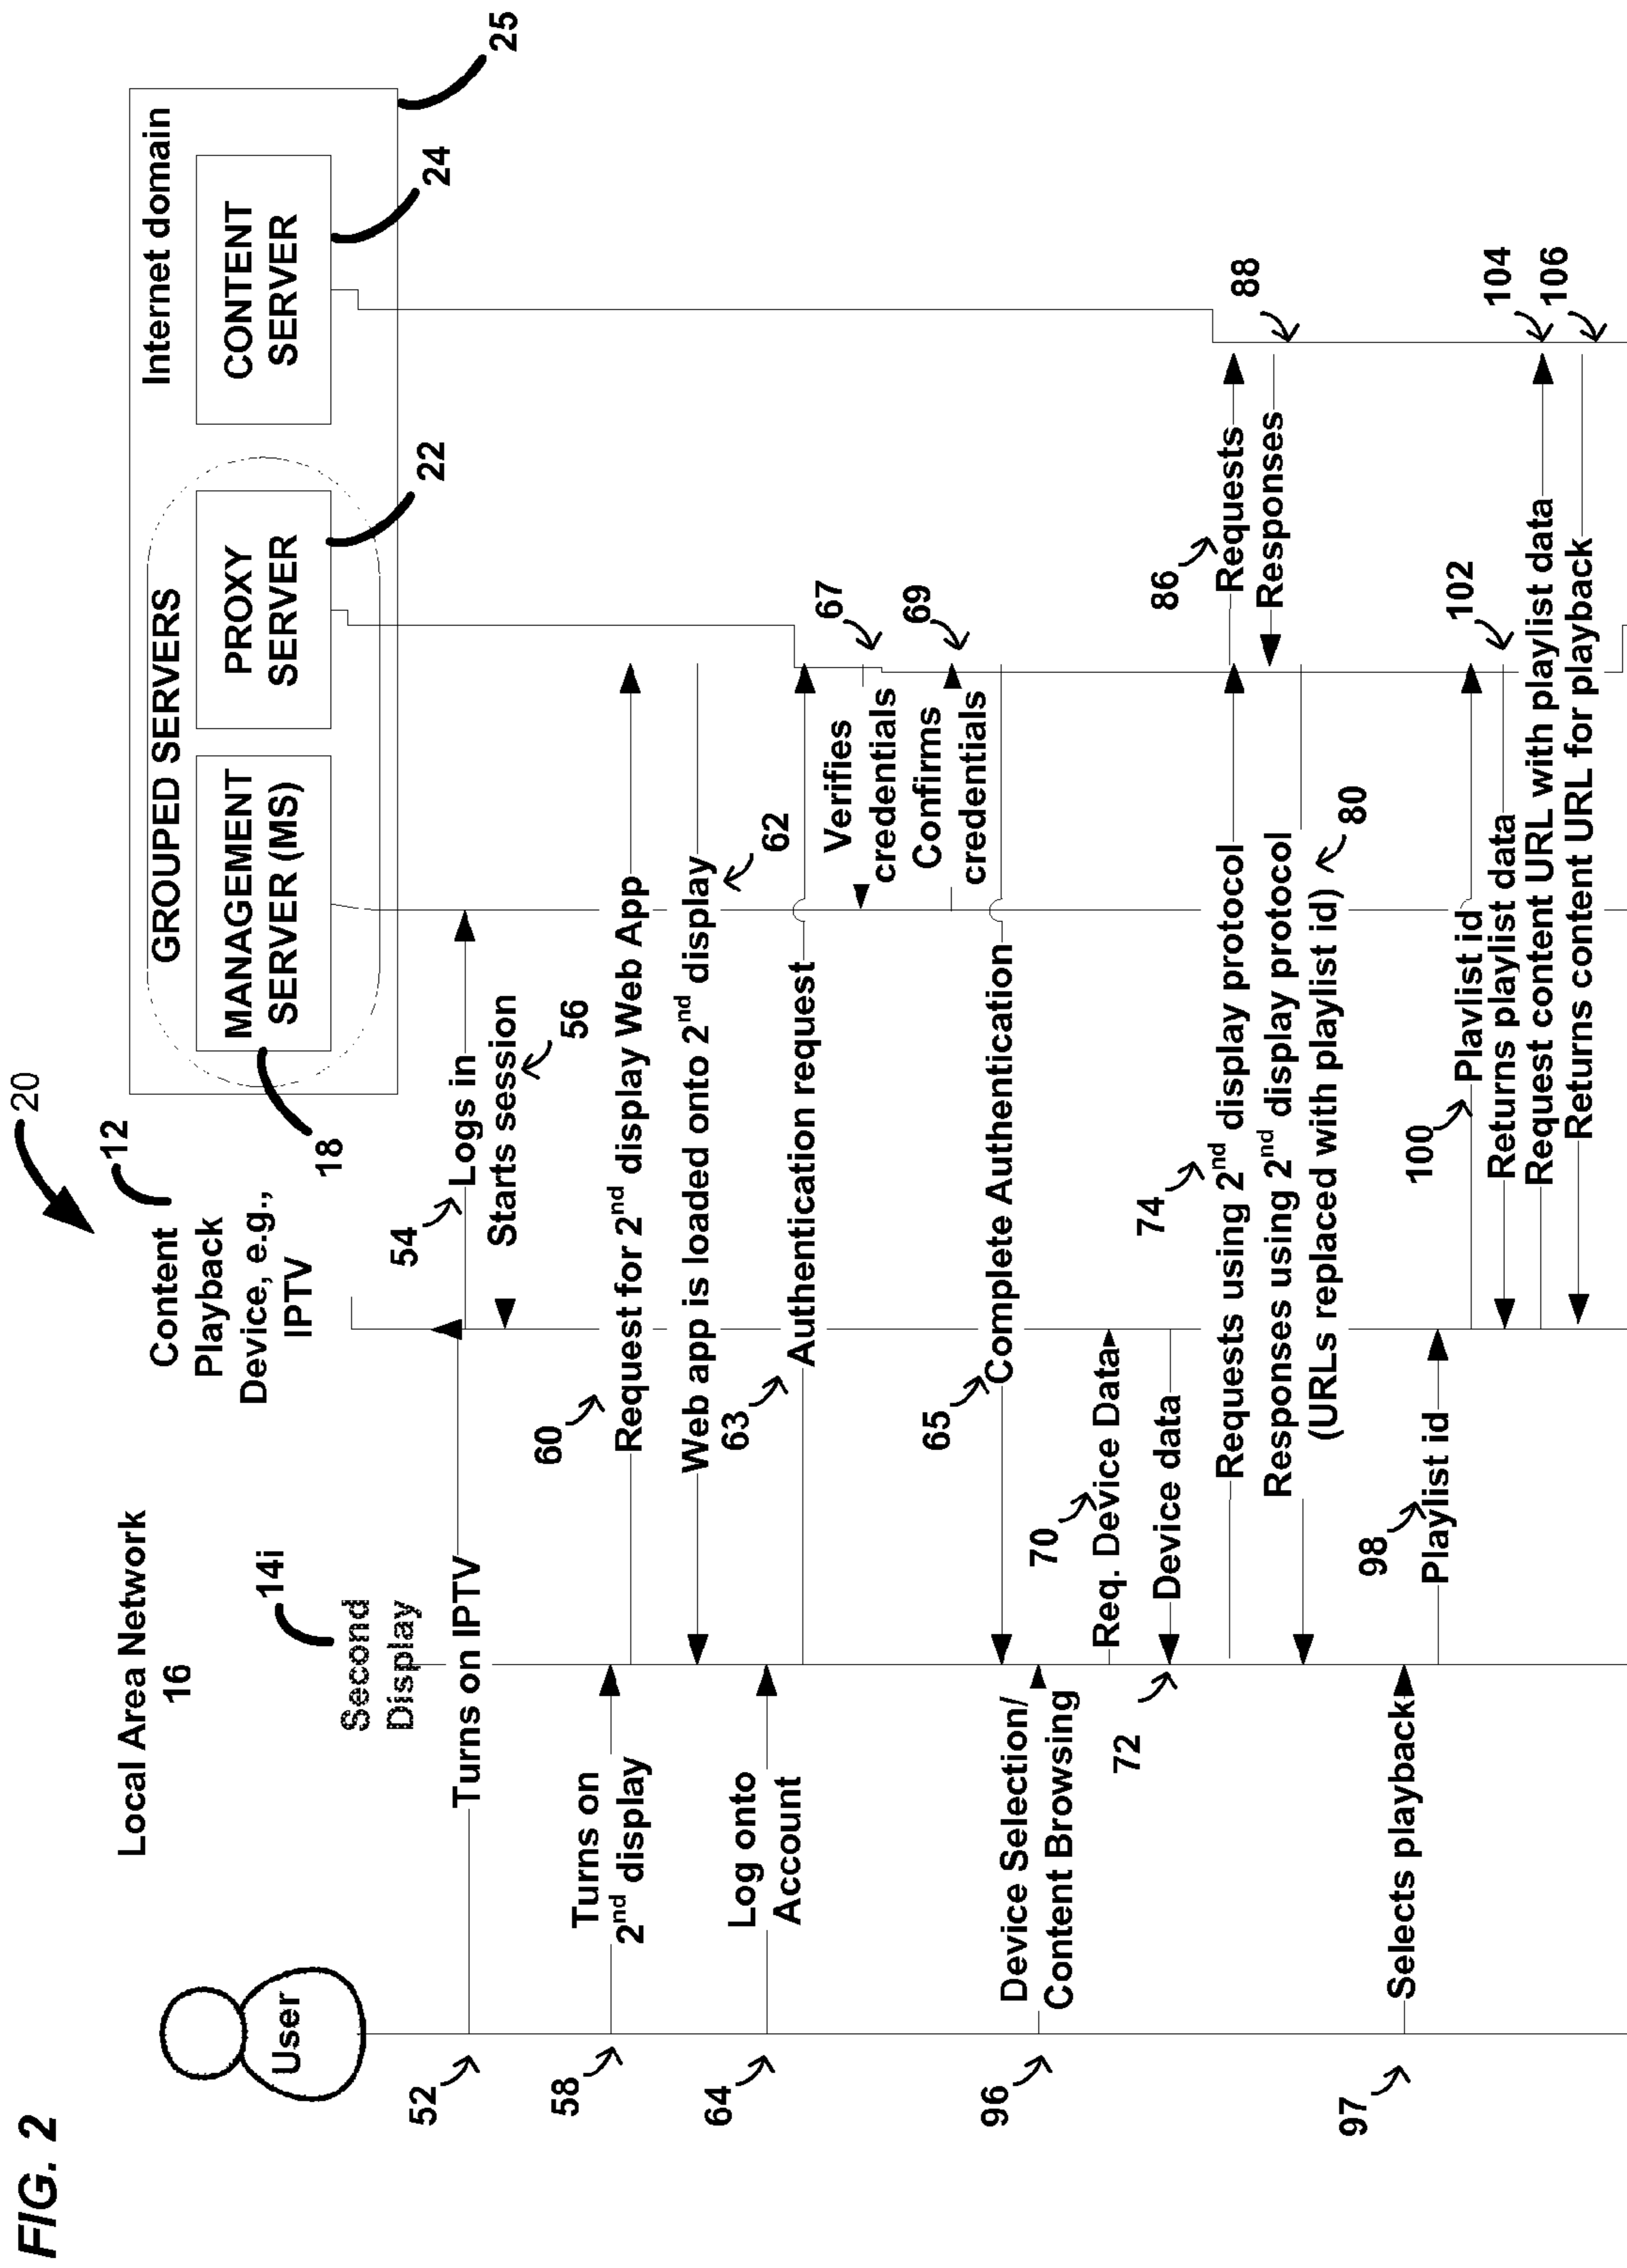 FIG. 2
20
Local Area Network
16
12
Content
Playback
Device, e.g.,
IPTV
GROUPED SERVERS
Internet domain
MANAGEMENT
SERVER (MS)
PROXY
SERVER
CONTENT
SERVER
18
22
24
25
User
14i
Second
Display
52
Turns on IPTV
54
Logs in
Starts session
56
58
Turns on
2nd display
60
Request for 2nd display Web App
Web app is loaded onto 2nd display
62
64
Log onto
Account
63
Authentication request
67
Verifies
credentials
69
Confirms
credentials
65
Complete Authentication
96
Device Selection/
Content Browsing
70
Req. Device Data
Device data
72
74
Requests using 2nd display protocol
Responses using 2nd display protocol
(URLs replaced with playlist id)
80
86
Requests
Responses
88
97
Selects playback
98
Playlist id
100
Plavlist id
102
Returns playlist data
104
Request content URL with playlist data
106
Returns content URL for playback